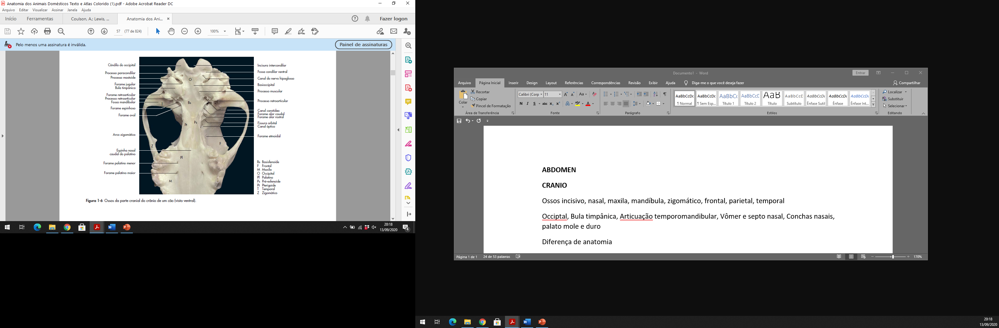 Anatomia dos Animais Domésticos Texto e Atlas Colorido (1).pdf - Adobe Acrobat Reader DC
Arquivo Editar Visualizar Assinar Janela Ajuda
Início Ferramentas Coulson, A.; Lewis, ... Anatomia dos Ani... ×
Fazer logon
57 (77 de 824) 100%
Pelo menos uma assinatura é inválida. Painel de assinaturas
Côndilo do occipital
Processo paracondilar
Processo mastoide
Forame jugular
Bula timpânica
Forame retroarticular
Processo retroarticular
Fossa mandibular
Forame espinhoso
Forame oval
Arco zigomático
Espinha nasal
caudal do palatino
Forame palatino menor
Forame palatino maior
O
T
Bs
Ps
Pt
Z
F
Pl
M
Incisura intercondilar
Fossa condilar ventral
Canal do nervo hipoglosso
Basioccipital
Processo muscular
Processo retroarticular
Canal carotídeo
Forame alar caudal
Forame alar rostral
Fissura orbital
Canal óptico
Forame etmoidal
Bs Basisfenoide
F Frontal
M Maxila
O Occipital
Pl Palatino
Ps Pré-esfenoide
Pt Pterigoide
T Temporal
Z Zigomático
Figura 1-6 Ossos da parte cranial do crânio de um cão (vista ventral).
20:18
13/09/2020
4
Documento1 - Word
Entrar
Arquivo Página Inicial Inserir Design Layout Referências Correspondências Revisão Exibir Ajuda Diga-me o que você deseja fazer Compartilhar
Colar
Recortar
Copiar
Pincel de Formatação
Área de Transferência
Calibri (Corp 11
N I S abc x₂ x²
Fonte
Parágrafo
AaBbCcDc AaBbCcDc AaBbCc AaBbCcD AaB AaBbCcD AaBbCcDi AaBbCcDi AaBbCcDi
¶ Normal ¶ Sem Esp... Título 1 Título 2 Título Subtítulo Ênfase Sutil Ênfase Ênfase Int...
Estilos
Localizar
Substituir
Selecionar
Editando
ABDOMEN
CRANIO
Ossos incisivo, nasal, maxila, mandíbula, zigomático, frontal, parietal, temporal
Occiptal, Bula timpânica, Articuação temporomandibular, Vômer e septo nasal, Conchas nasais,
palato mole e duro
Diferença de anatomia
Página 1 de 1 24 de 53 palavras 170%
20:18
13/09/2020